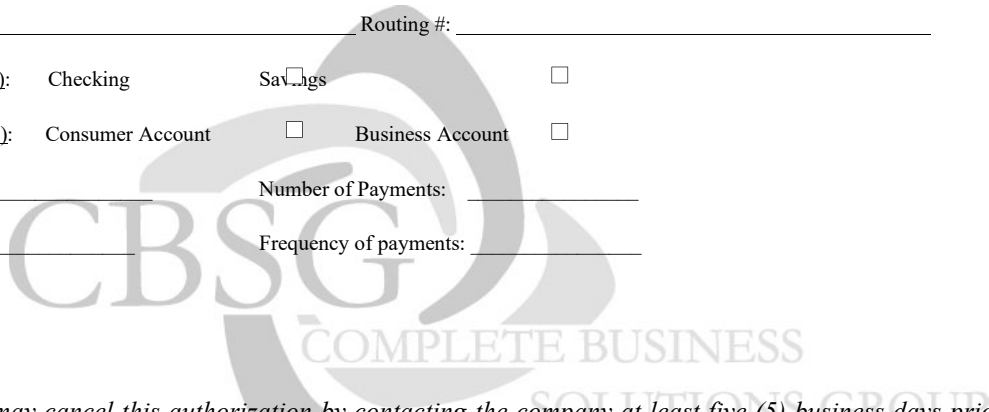 Routing #:
): Checking Savings
): Consumer Account Business Account
Number of Payments:
Frequency of payments:
CBSG
COMPLETE BUSINESS
SOLUTIONS GROUP
may cancel this authorization by contacting the company at least five (5) business days prio